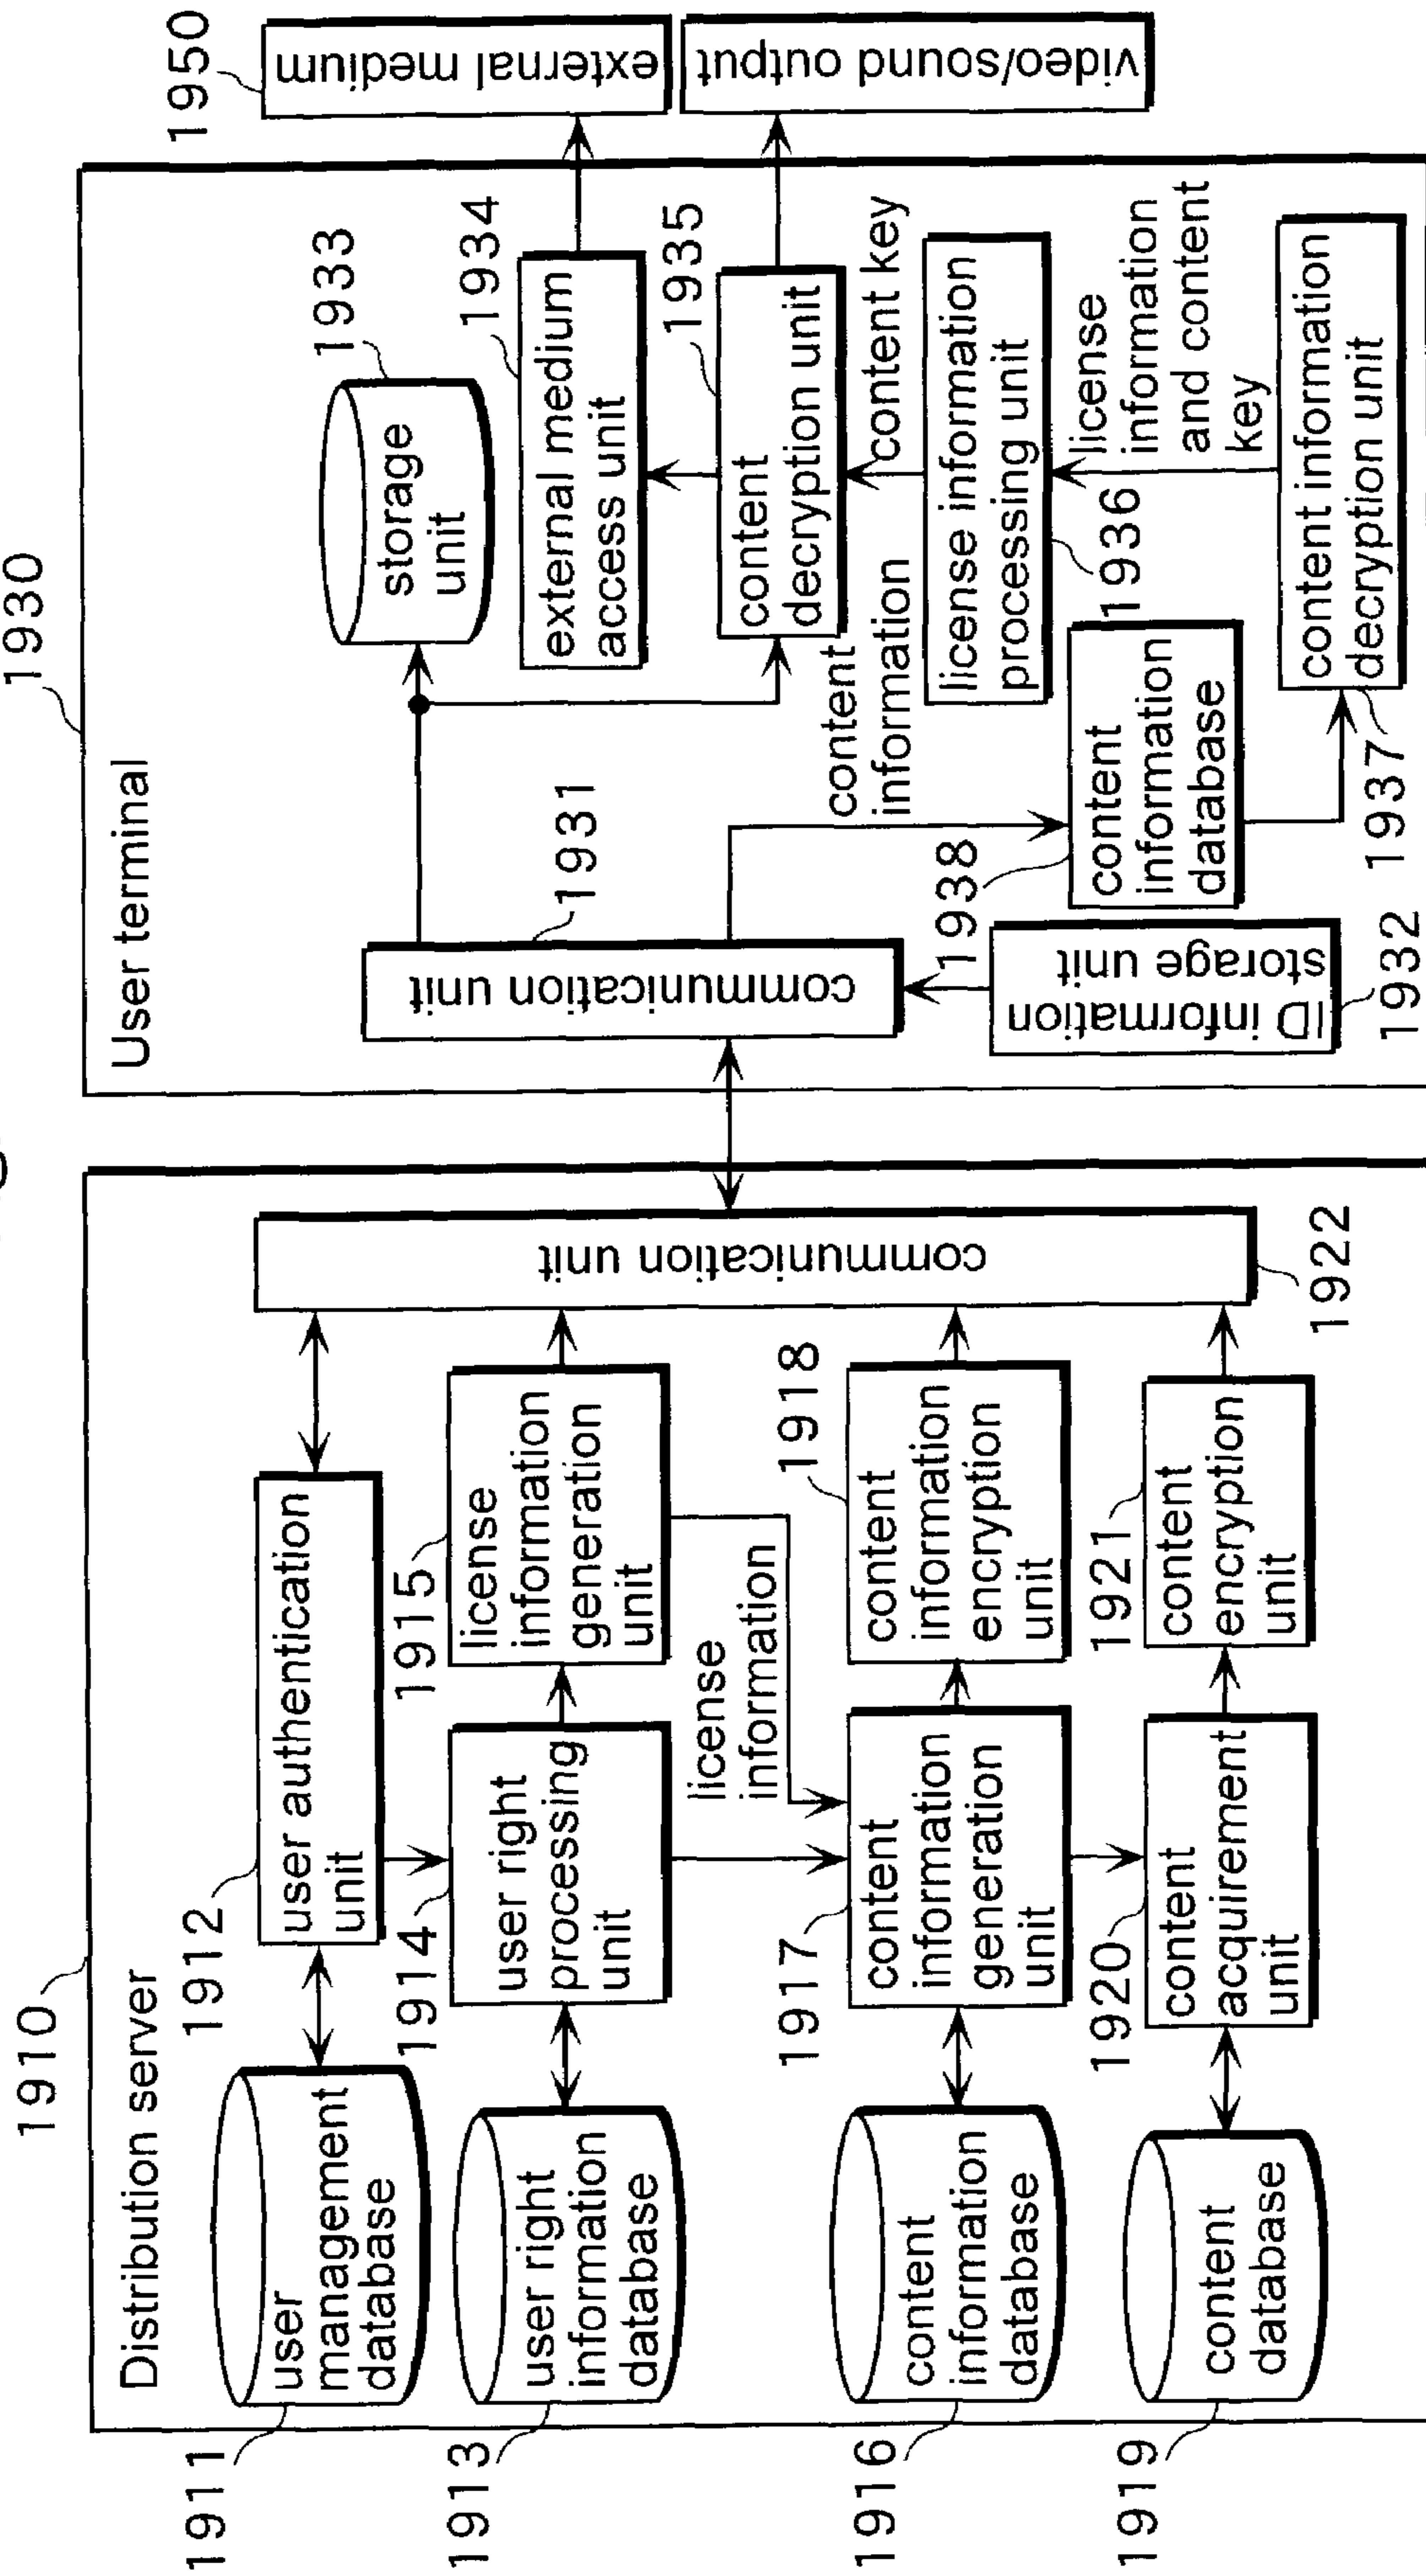 1910
Distribution server
1911
user
management
database
1912
user authentication
unit
1913
user right
information
database
1914
user right
processing
unit
1915
license
information
generation
unit
license
information
1916
content
information
database
1917
content
information
generation
unit
1918
content
information
encryption
unit
1919
content
database
1920
content
acquirement
unit
1921
content
encryption
unit
communication unit
1922
1930
User terminal
communication unit
1931
ID information
storage unit
1932
storage
unit
1933
external medium
access unit
1934
content
decryption unit
1935
content key
content
information
license information
processing unit
1936
license
information
and content
key
1938
content
information
database
content information
decryption unit
1937
1950
external medium
video/sound output